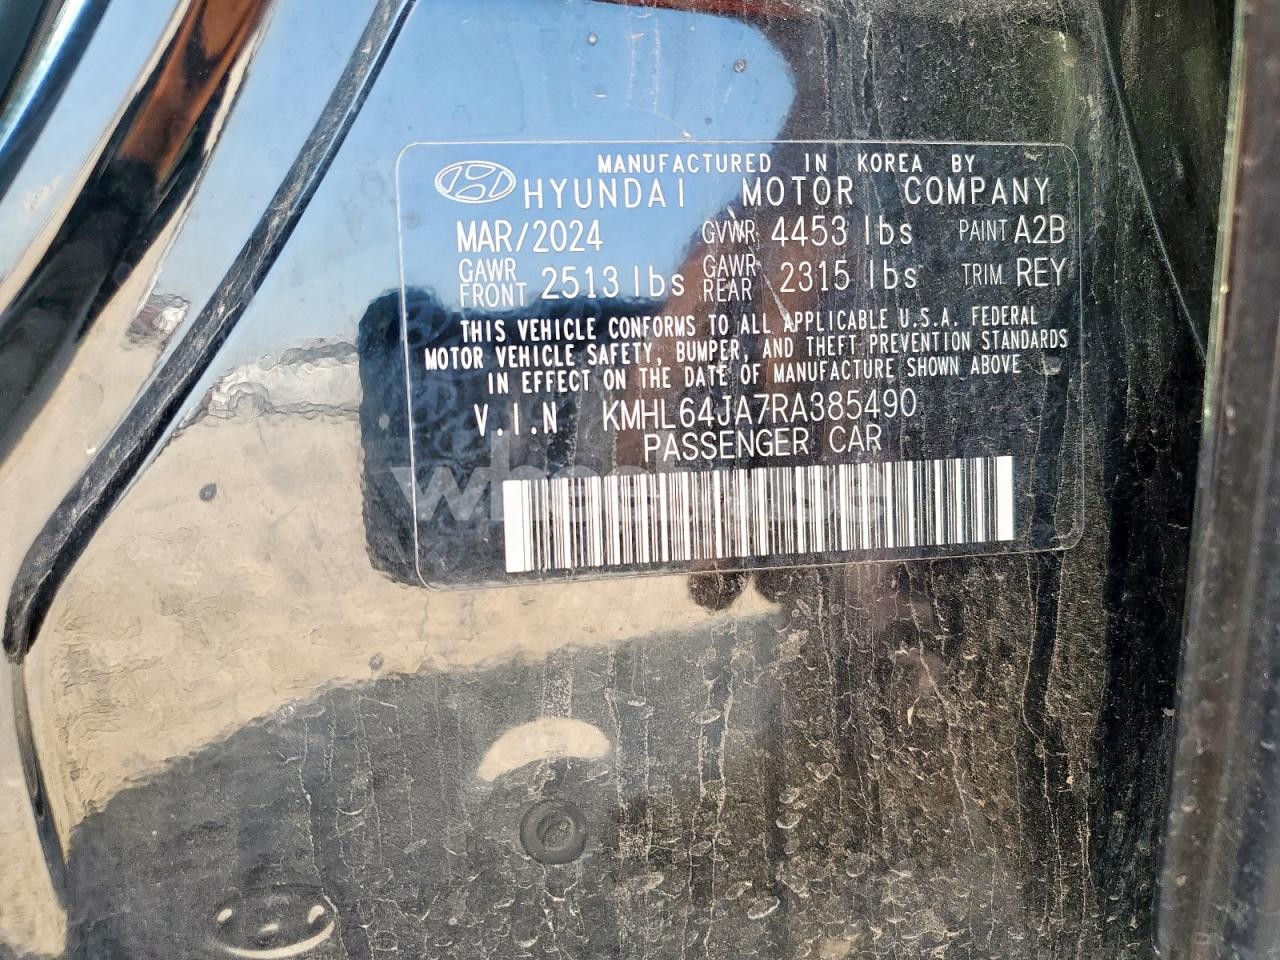 MANUFACTURED IN KOREA BY
HYUNDAI MOTOR COMPANY
MAR/2024 GVWR 4453 lbs PAINT A2B
GAWR FRONT 2513 lbs GAWR REAR 2315 lbs TRIM REY
THIS VEHICLE CONFORMS TO ALL APPLICABLE U.S.A. FEDERAL
MOTOR VEHICLE SAFETY, BUMPER, AND THEFT PREVENTION STANDARDS
IN EFFECT ON THE DATE OF MANUFACTURE SHOWN ABOVE
V.I.N KMHL64JA7RA385490
PASSENGER CAR